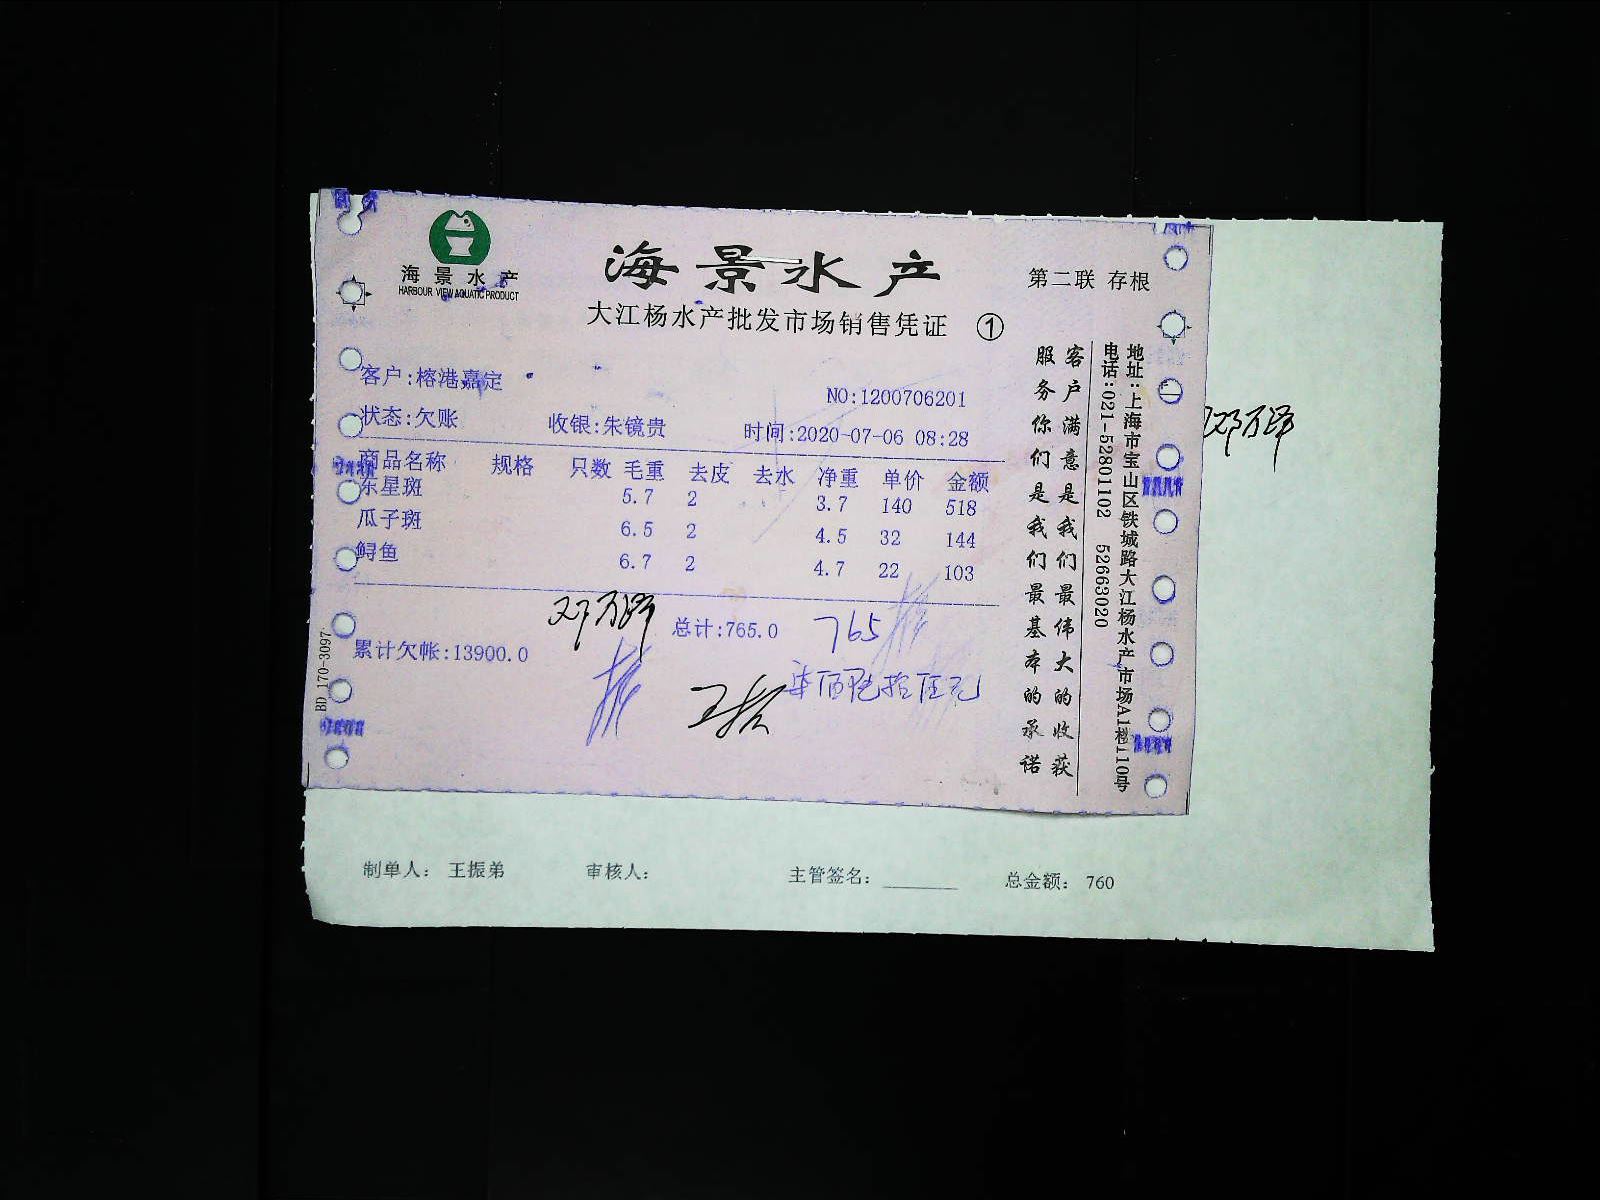 海景水产
HARBOUR VIEW AQUATIC PRODUCT
海景水产
第二联 存根
大江杨水产批发市场销售凭证 ①
客户:榕港嘉定
NO:1200706201
状态:欠账 收银:朱镜贵 时间:2020-07-06 08:28
商品名称 规格 只数 毛重 去皮 去水 净重 单价 金额
东星斑 5.7 2 3.7 140 518
瓜子斑 6.5 2 4.5 32 144
鲟鱼 6.7 2 4.7 22 103
总计:765.0 765
累计欠帐:13900.0
柒佰陆拾伍元
BD 170-3097
客户满意是我们最伟大的收获
服务你们是我们最基本的承诺
地址:上海市宝山区铁城路大江杨水产市场A1楼110号
电话:021-52801102 52663020
制单人: 王振弟 审核人: 主管签名: 总金额: 760